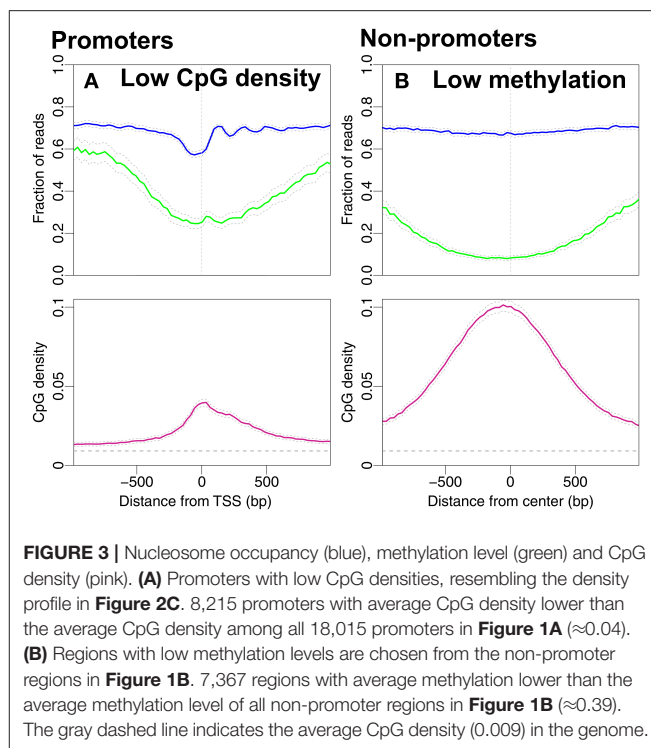 Promoters
Non-promoters
A Low CpG density
B Low methylation
Fraction of reads
0.0 0.2 0.4 0.6 0.8 1.0
Fraction of reads
0.0 0.2 0.4 0.6 0.8 1.0
CpG density
0 0.05 0.1
CpG density
0 0.05 0.1
−500 0 500
Distance from TSS (bp)
−500 0 500
Distance from center (bp)
FIGURE 3 | Nucleosome occupancy (blue), methylation level (green) and CpG
density (pink). (A) Promoters with low CpG densities, resembling the density
profile in Figure 2C. 8,215 promoters with average CpG density lower than
the average CpG density among all 18,015 promoters in Figure 1A (≈0.04).
(B) Regions with low methylation levels are chosen from the non-promoter
regions in Figure 1B. 7,367 regions with average methylation lower than the
average methylation level of all non-promoter regions in Figure 1B (≈0.39).
The gray dashed line indicates the average CpG density (0.009) in the genome.